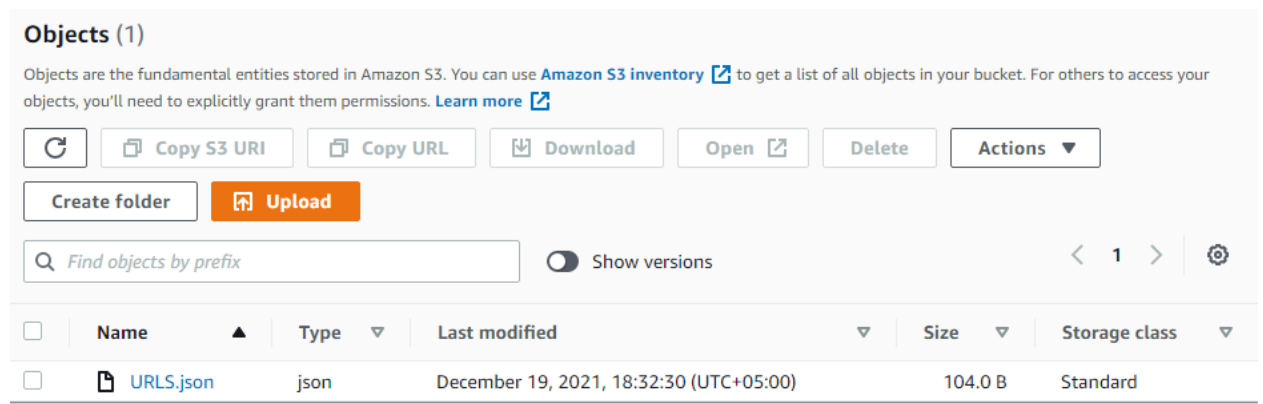 Objects (1)
Objects are the fundamental entities stored in Amazon S3. You can use Amazon S3 inventory to get a list of all objects in your bucket. For others to access your
objects, you'll need to explicitly grant them permissions. Learn more
Copy S3 URI Copy URL Download Open Delete Actions
Create folder Upload
Find objects by prefix Show versions 1
Name Type Last modified Size Storage class
URLS.json json December 19, 2021, 18:32:30 (UTC+05:00) 104.0 B Standard